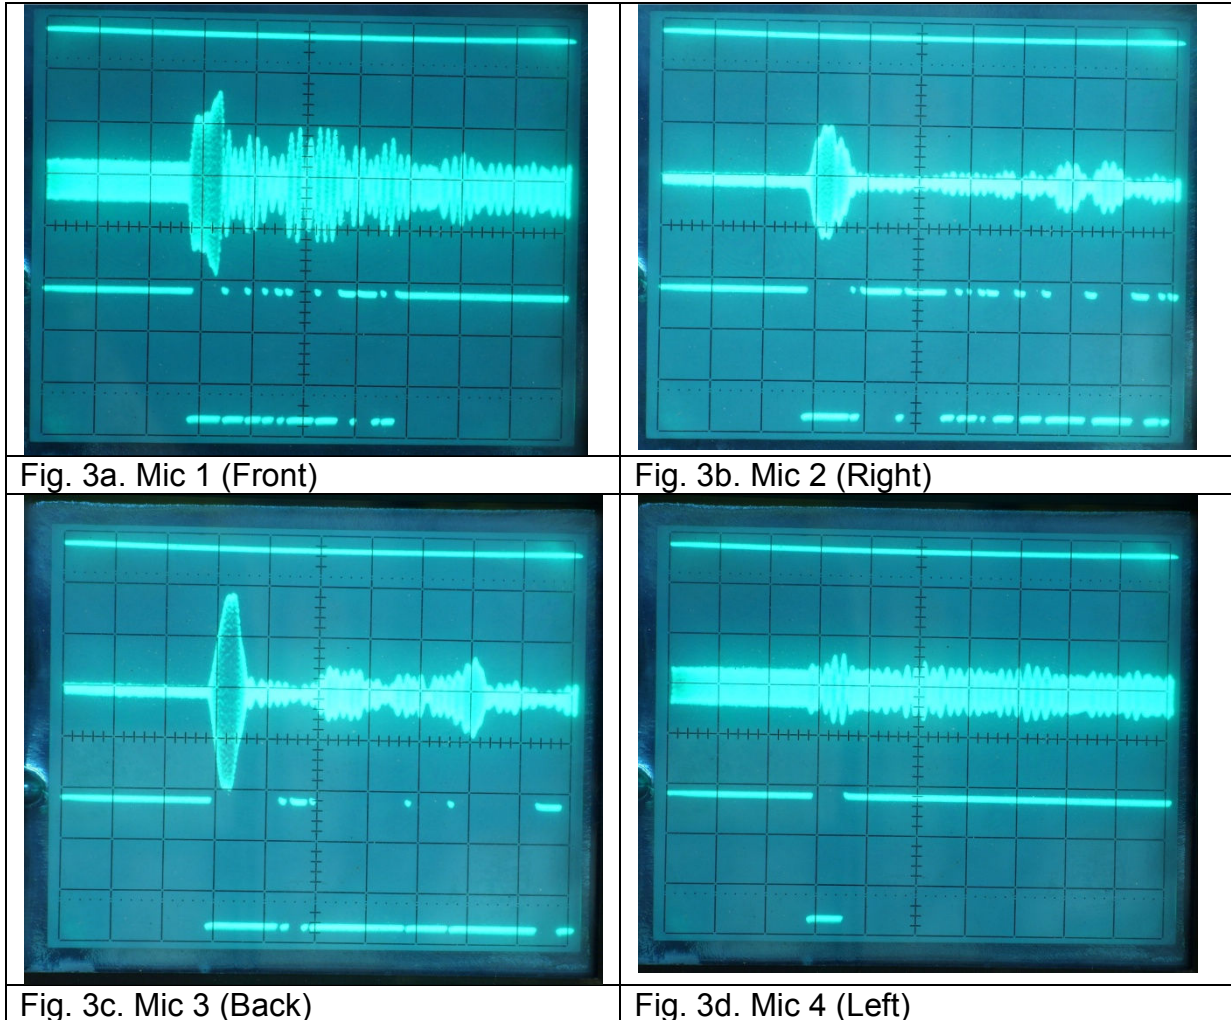 Fig. 3a. Mic 1 (Front)
Fig. 3b. Mic 2 (Right)
Fig. 3c. Mic 3 (Back)
Fig. 3d. Mic 4 (Left)